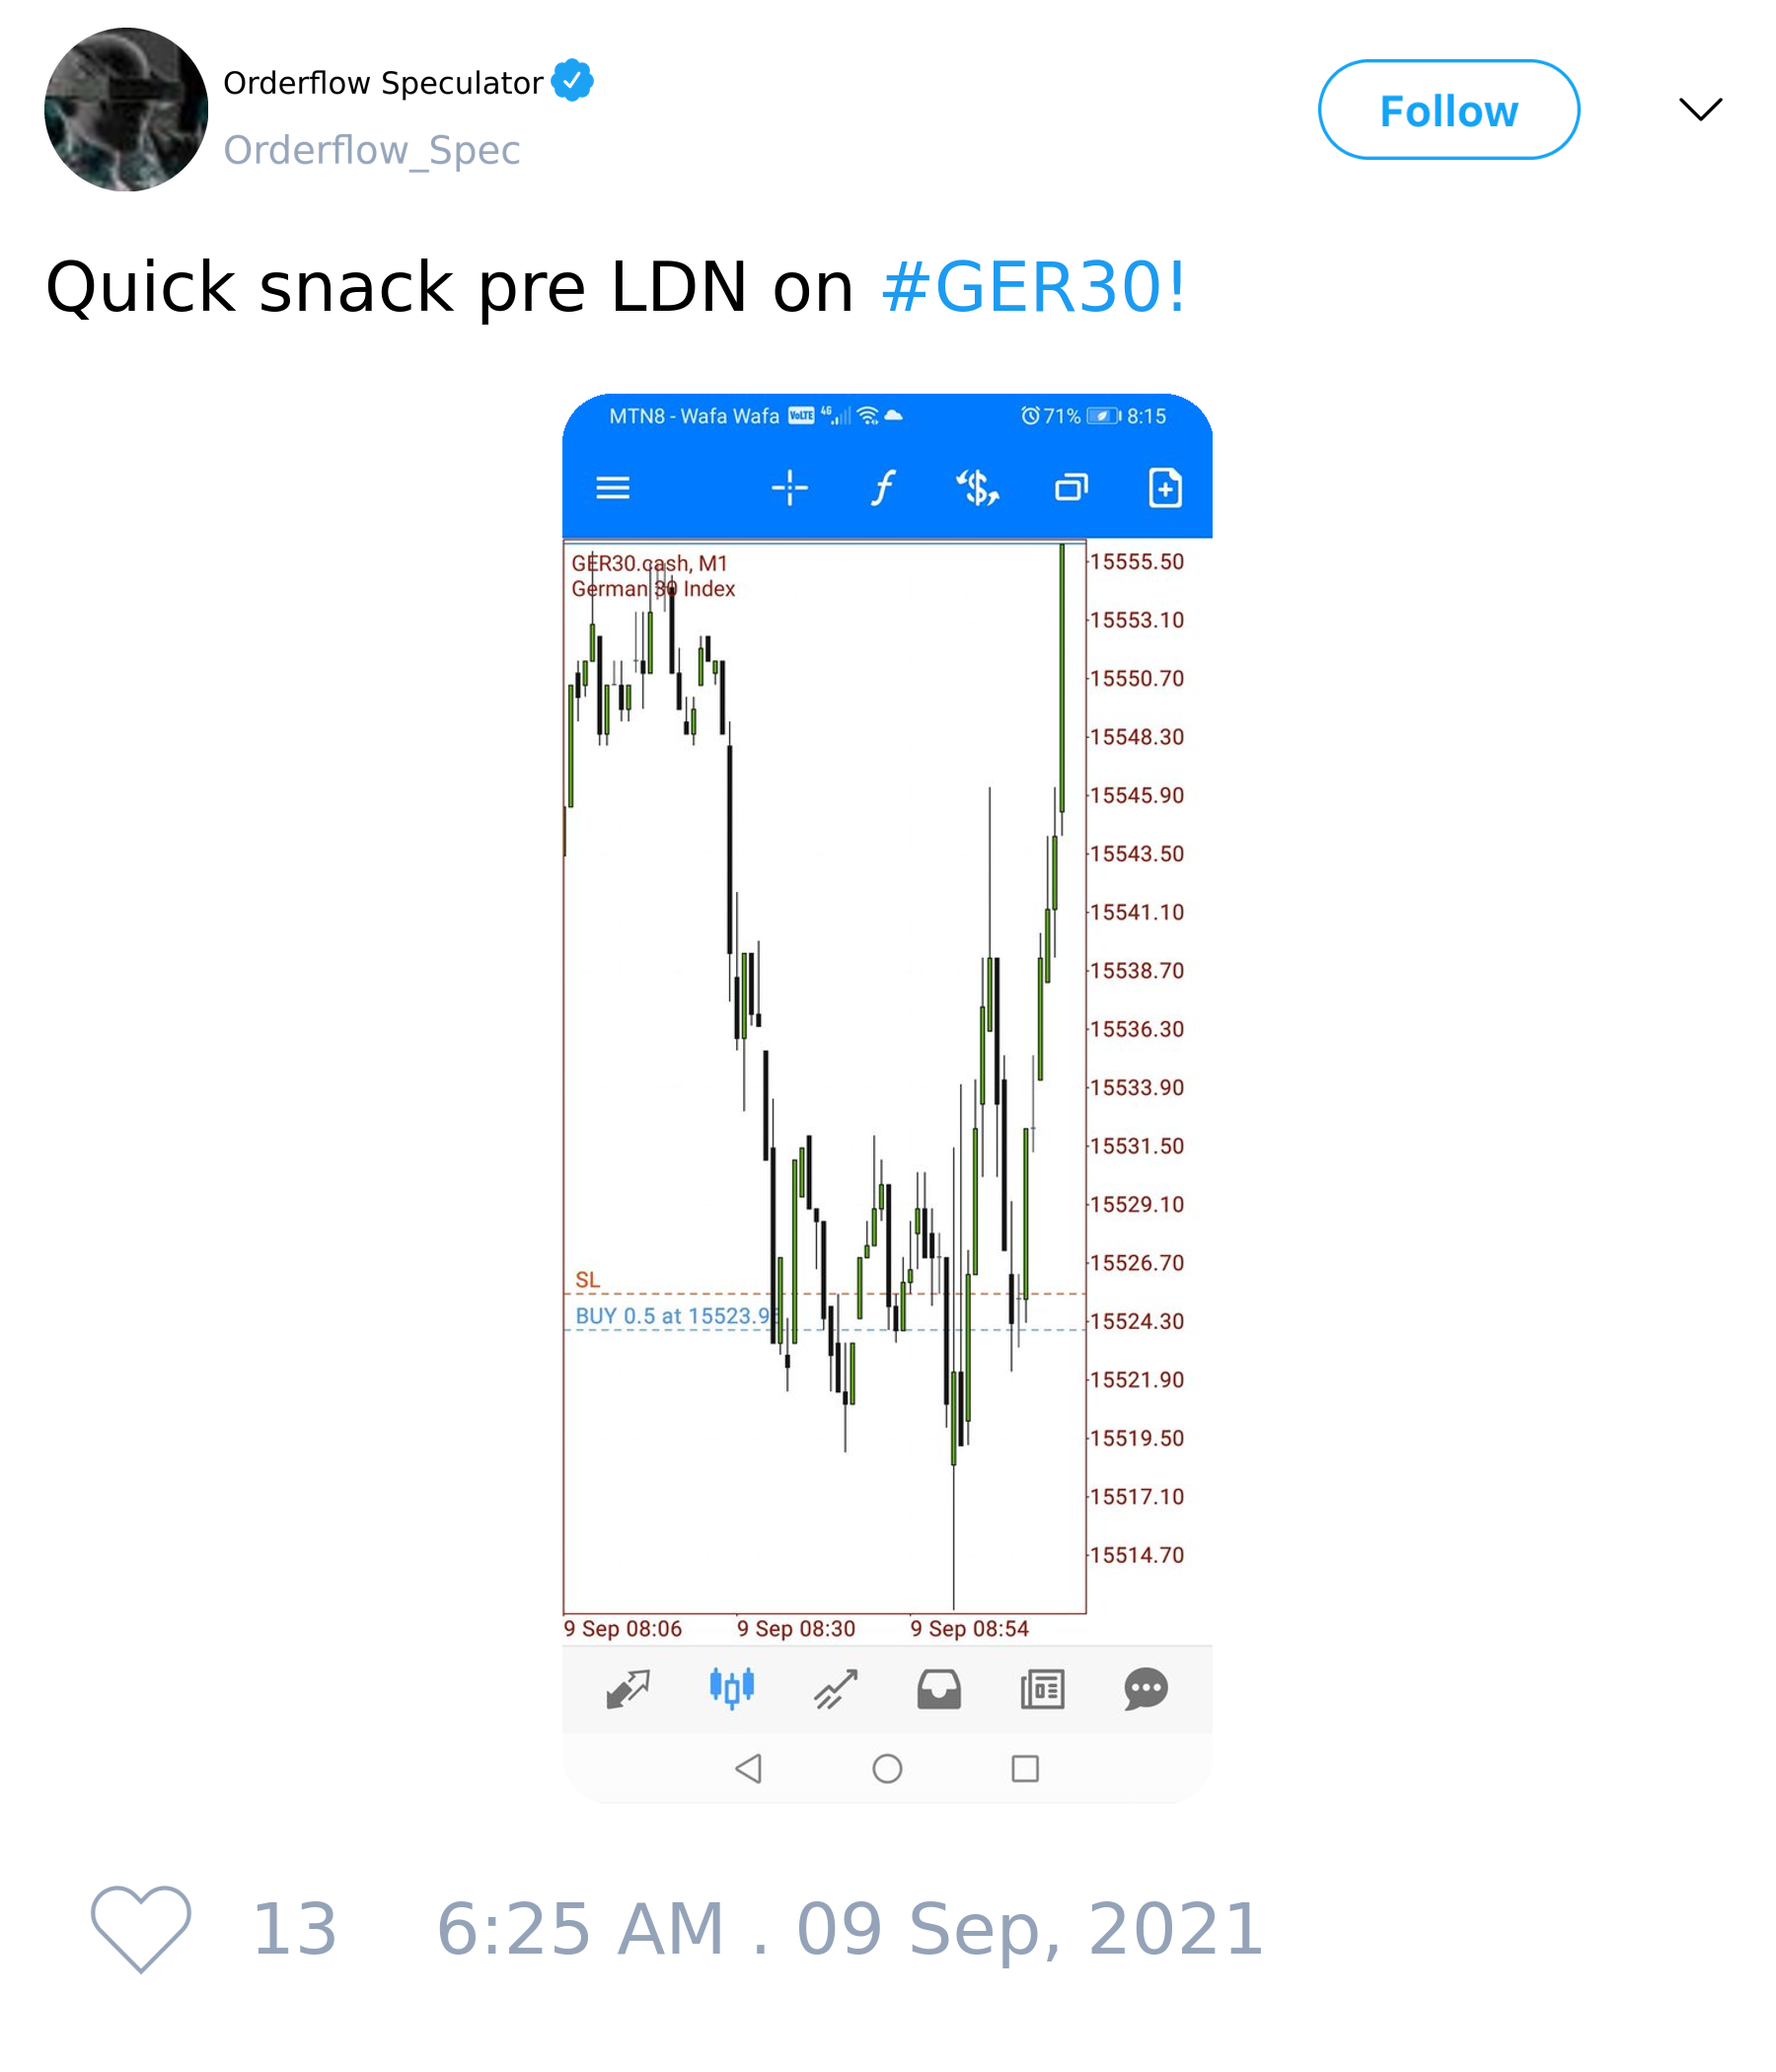 Orderflow Speculator
Orderflow_Spec
Follow
Quick snack pre LDN on #GER30!
MTN8 - Wafa Wafa VoLTE 4G 71% 8:15
GER30.cash, M1
German 30 Index
15555.50
15553.10
15550.70
15548.30
15545.90
15543.50
15541.10
15538.70
15536.30
15533.90
15531.50
15529.10
15526.70
SL
BUY 0.5 at 15523.9
15524.30
15521.90
15519.50
15517.10
15514.70
9 Sep 08:06 9 Sep 08:30 9 Sep 08:54
13 6:25 AM . 09 Sep, 2021